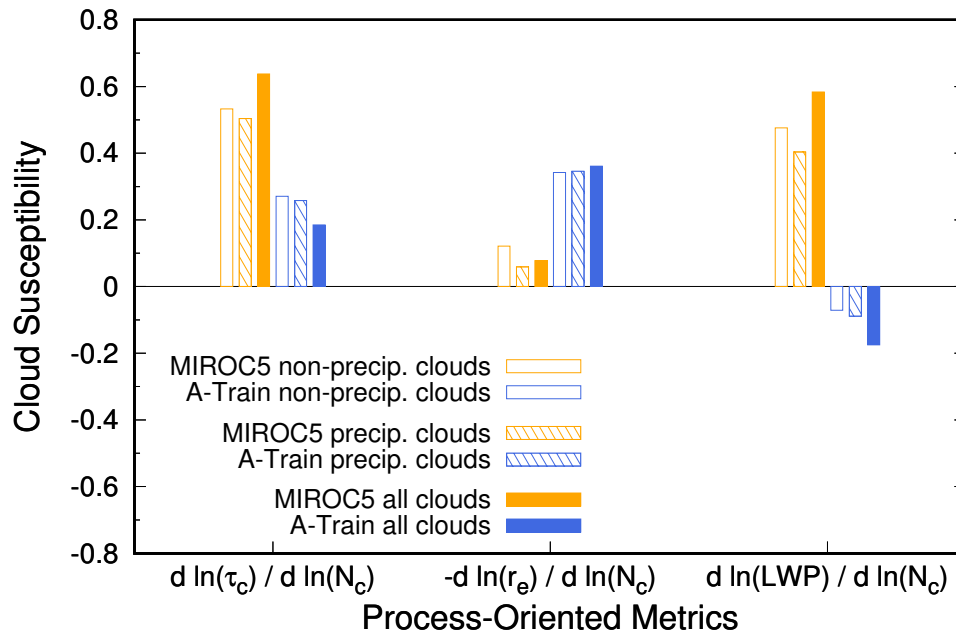 0.8
0.6
0.4
0.2
0
-0.2
-0.4
-0.6
-0.8
Cloud Susceptibility
MIROC5 non-precip. clouds
A-Train non-precip. clouds
MIROC5 precip. clouds
A-Train precip. clouds
MIROC5 all clouds
A-Train all clouds
d ln(τc) / d ln(Nc)
-d ln(re) / d ln(Nc)
d ln(LWP) / d ln(Nc)
Process-Oriented Metrics